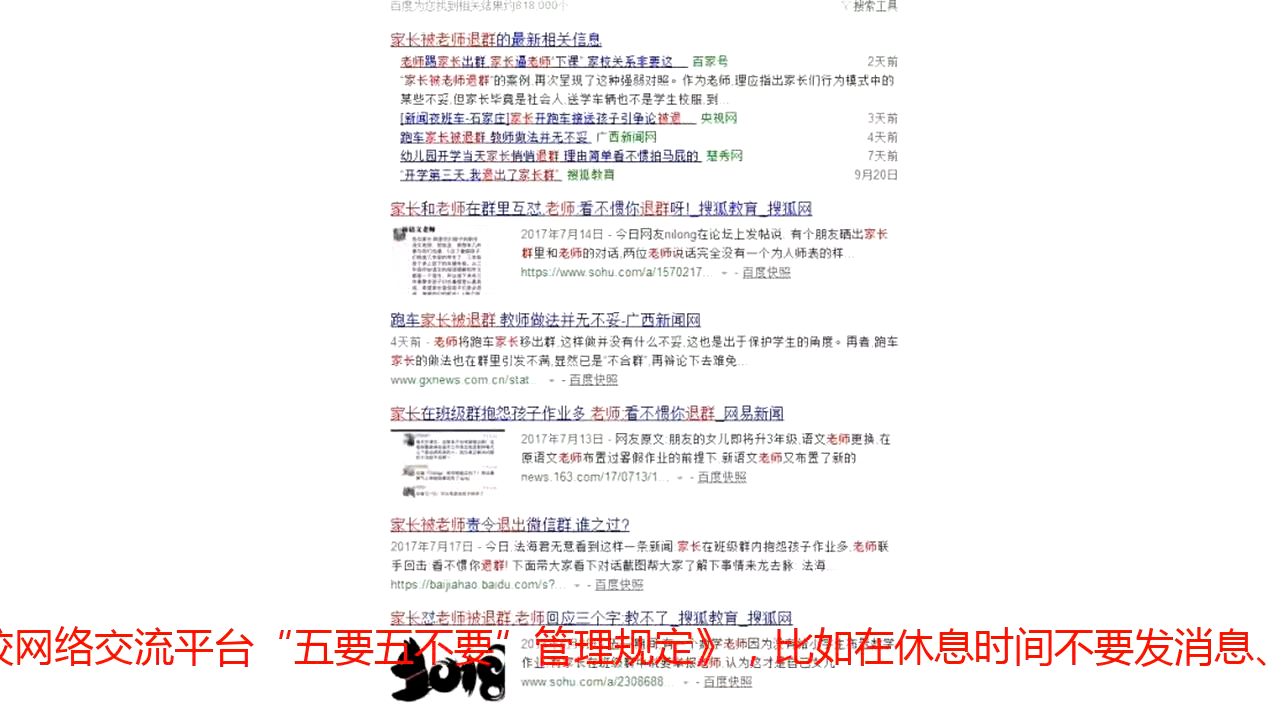 百度为您找到相关结果约618,000个
搜索工具
家长被老师退群的最新相关信息
老师踢家长出群 家长逼老师"下课" 家校关系非要这... 百家号 2天前
"家长被老师退群"的案例,再次呈现了这种强弱对照。作为老师,理应指出家长们行为模式中的
某些不妥,但家长毕竟是社会人,送学车辆也不是学生校服,到...
[新闻夜班车-石家庄]家长开跑车接送孩子引争论被退... 央视网 3天前
跑车家长被退群 教师做法并无不妥 广西新闻网 4天前
幼儿园开学当天家长悄悄退群 理由简单看不惯拍马屁的 楚秀网 7天前
"开学第三天,我退出了家长群" 搜狐教育 9月20日
家长和老师在群里互怼,老师:看不惯你退群呀!_搜狐教育_搜狐网
2017年7月14日 - 今日网友nilong在论坛上发帖说,有个朋友晒出家长
群里和老师的对话,两位老师说话完全没有一个为人师表的样...
https://www.sohu.com/a/1570217... - 百度快照
跑车家长被退群 教师做法并无不妥-广西新闻网
4天前 - 老师将跑车家长移出群,这样做并没有什么不妥,这也是出于保护学生的角度。再者,跑车
家长的做法也在群里引发不满,显然已是"不合群",再辩论下去难免...
www.gxnews.com.cn/stat... - 百度快照
家长在班级群抱怨孩子作业多 老师:看不惯你退群_网易新闻
2017年7月13日 - 网友原文:朋友的女儿即将升3年级,语文老师更换,在
原语文老师布置过暑假作业的前提下,新语文老师又布置了新的
news.163.com/17/0713/1... - 百度快照
家长被老师责令退出微信群,谁之过?
2017年7月17日 - 今日,法海君无意看到这样一条新闻:家长在班级群内抱怨孩子作业多,老师联
手回击:看不惯你退群! 下面带大家看下对话截图帮大家了解下事情来龙去脉: 法海...
https://baijiahao.baidu.com/s?... - 百度快照
家长怼老师被退群,老师回应三个字:教不了_搜狐教育_搜狐网
校网络交流平台“五要五不要”管理规定》，比如在休息时间不要发消息、
2018
www.sohu.com/a/2308688... - 百度快照